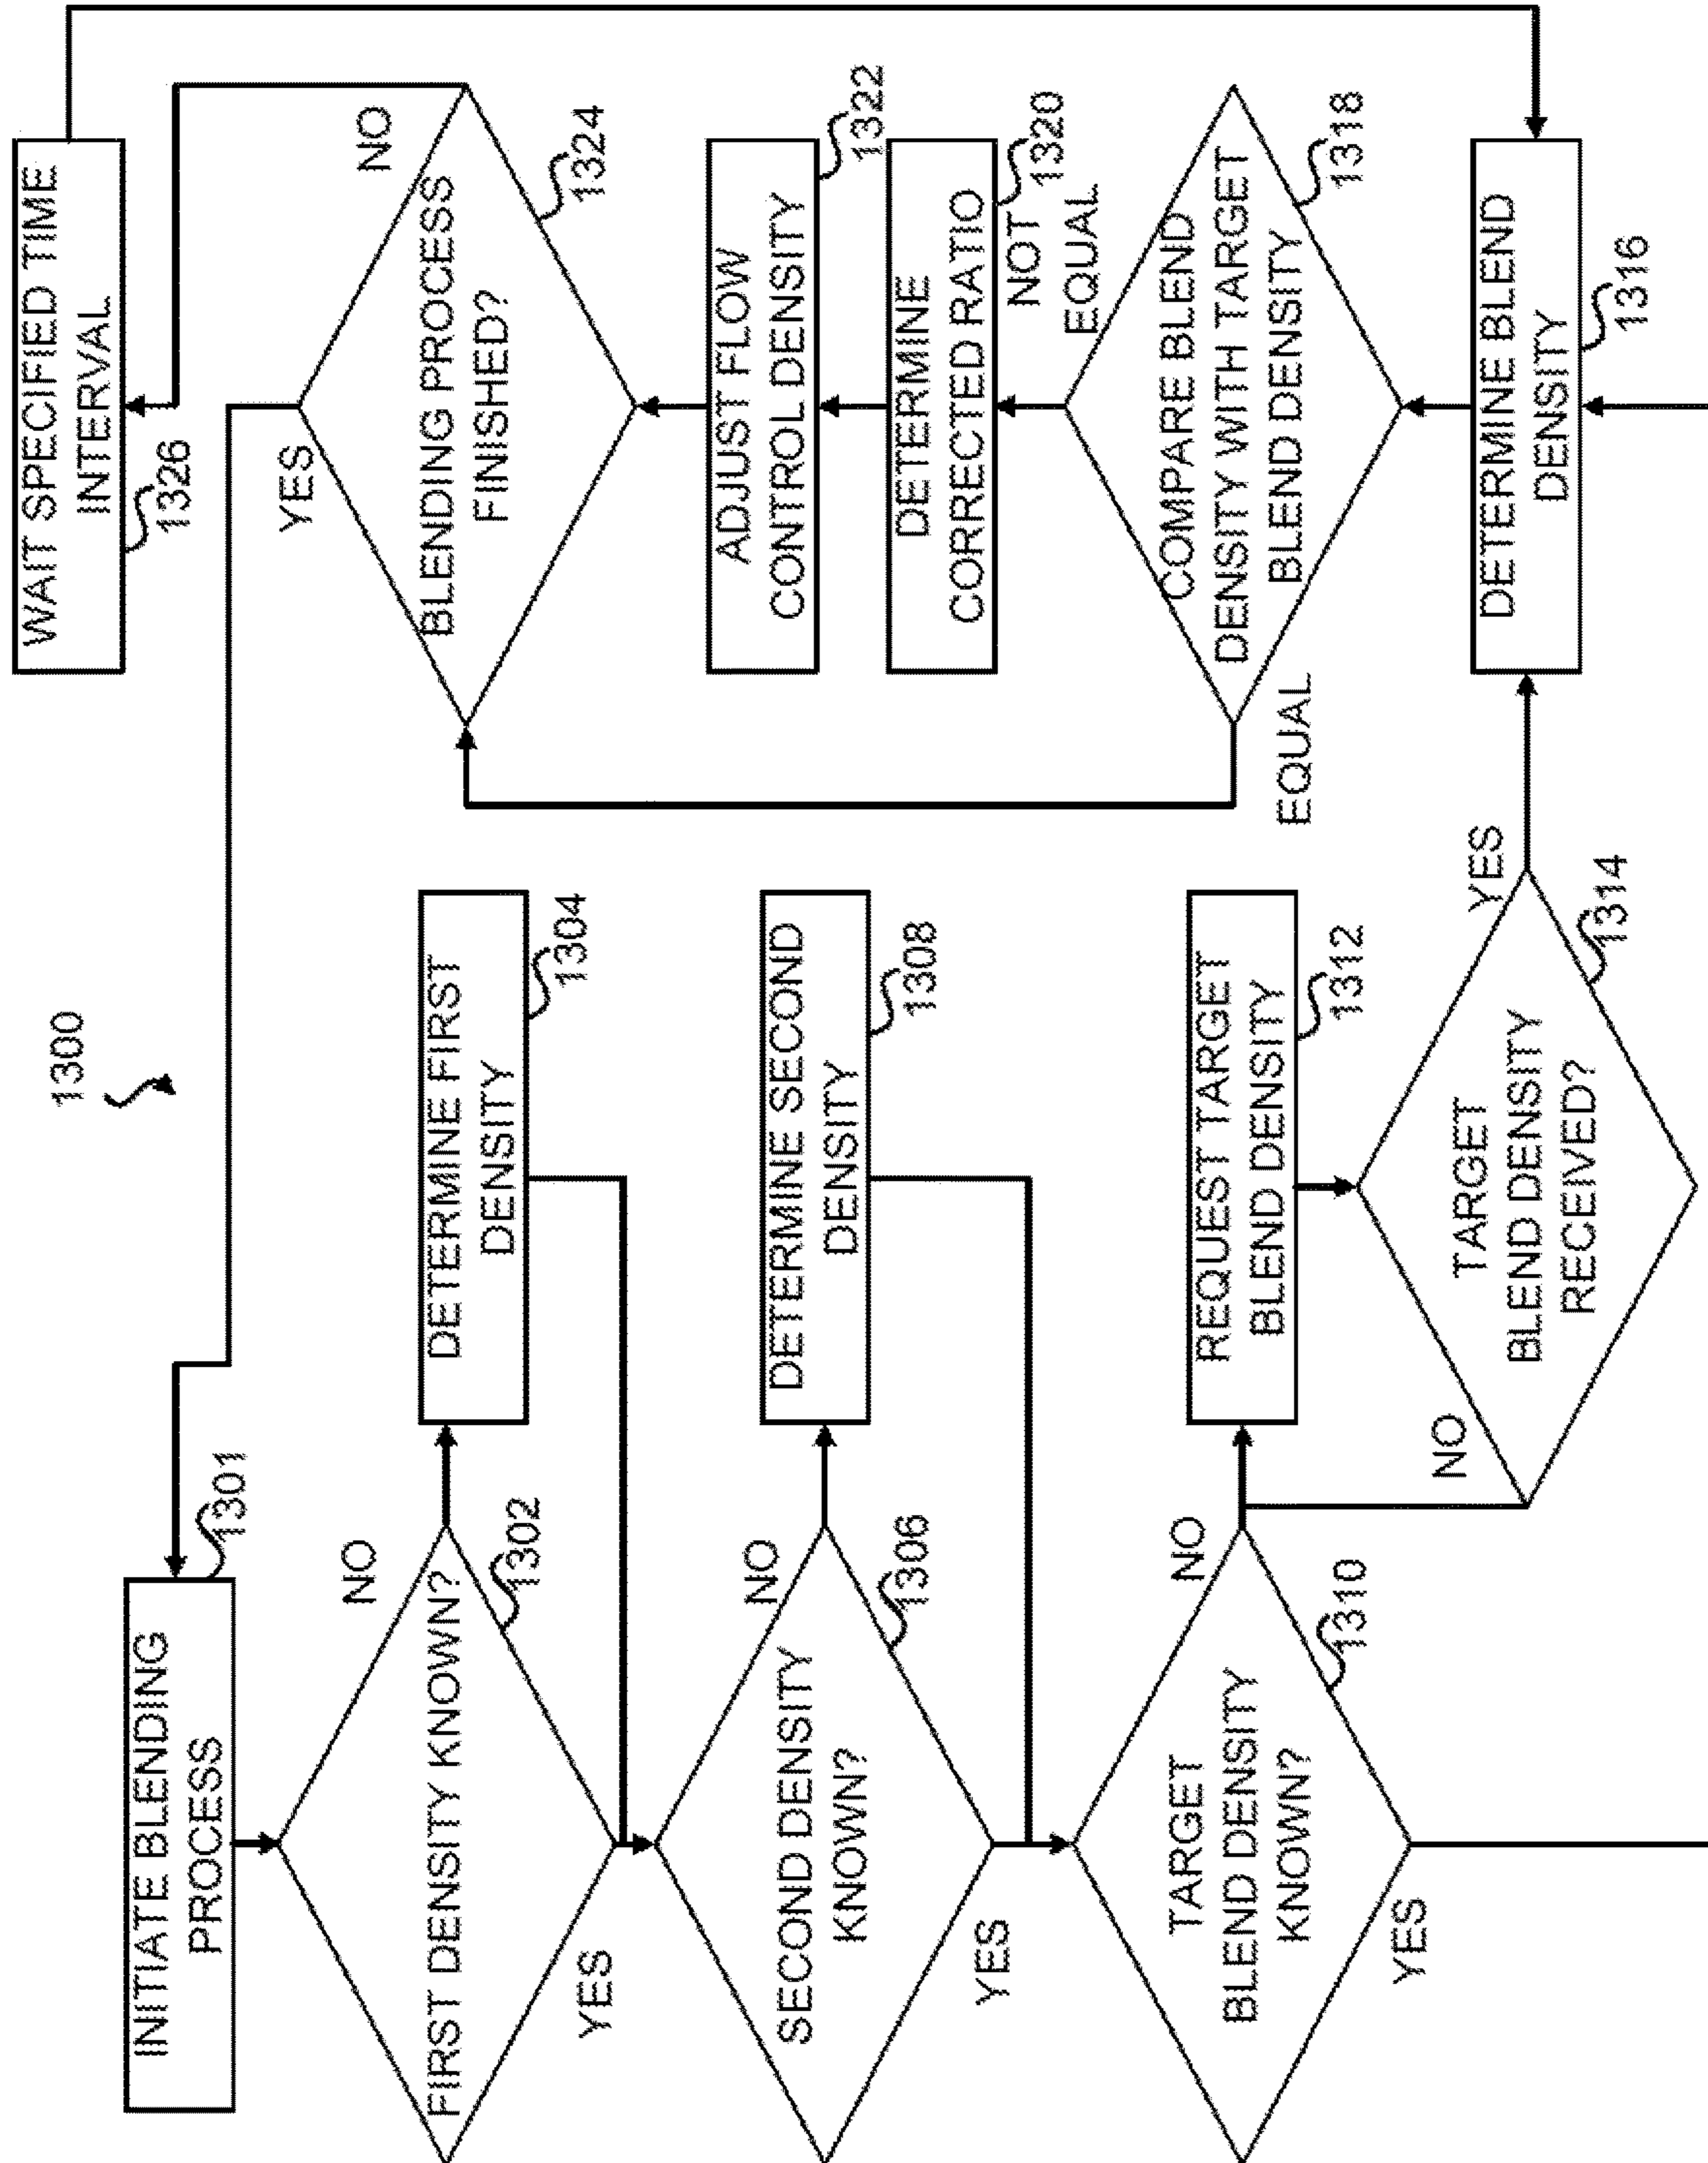 1300
INITIATE BLENDING
PROCESS
1301
FIRST DENSITY KNOWN?
1302
NO
YES
DETERMINE FIRST
DENSITY
1304
SECOND DENSITY
KNOWN?
1306
NO
YES
DETERMINE SECOND
DENSITY
1308
TARGET
BLEND DENSITY
KNOWN?
1310
NO
YES
REQUEST TARGET
BLEND DENSITY
1312
TARGET
BLEND DENSITY
RECEIVED?
1314
NO
YES
DETERMINE BLEND
DENSITY
1316
COMPARE BLEND
DENSITY WITH TARGET
BLEND DENSITY
1318
EQUAL
NOT
EQUAL
DETERMINE
CORRECTED RATIO
1320
ADJUST FLOW
CONTROL DENSITY
1322
BLENDING PROCESS
FINISHED?
1324
YES
NO
WAIT SPECIFIED TIME
INTERVAL
1326